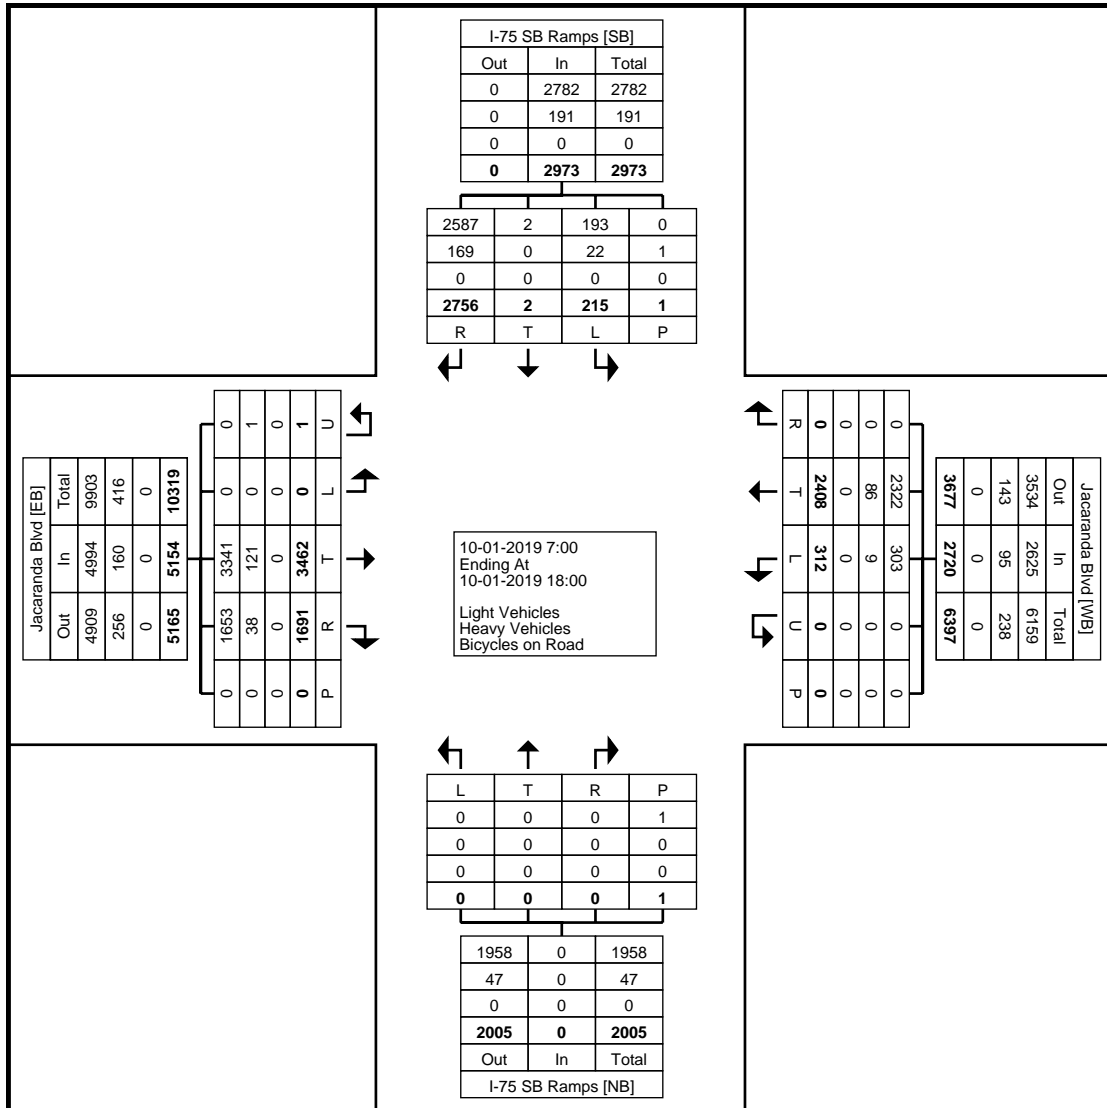 I-75 SB Ramps [SB]
Out In Total
0 2782 2782
0 191 191
0 0 0
0 2973 2973
2587 2 193 0
169 0 22 1
0 0 0 0
2756 2 215 1
R T L P
Jacaranda Blvd [EB]
Total In Out
9903 4994 4909
416 160 256
0 0 0
10319 5154 5165
0 0 3341 1653 0
1 0 121 38 0
0 0 0 0 0
1 0 3462 1691 0
U L T R P
10-01-2019 7:00
Ending At
10-01-2019 18:00
Light Vehicles
Heavy Vehicles
Bicycles on Road
R T L U P
0 2408 312 0 0
0 0 0 0 0
0 86 9 0 0
0 2322 303 0 0
Jacaranda Blvd [WB]
Out In Total
3534 2625 6159
143 95 238
0 0 0
3677 2720 6397
L T R P
0 0 0 1
0 0 0 0
0 0 0 0
0 0 0 1
1958 0 1958
47 0 47
0 0 0
2005 0 2005
Out In Total
I-75 SB Ramps [NB]